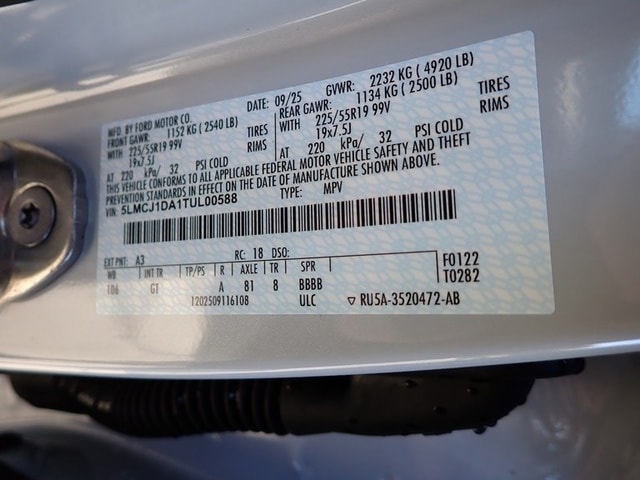 MFD. BY FORD MOTOR CO.
DATE: 09/25 GVWR: 2232 KG ( 4920 LB)
FRONT GAWR: 1152 KG ( 2540 LB) REAR GAWR: 1134 KG ( 2500 LB)
WITH 225/55R19 99V TIRES WITH 225/55R19 99V TIRES
19x7.5J RIMS 19x7.5J RIMS
AT 220 kPa/ 32 PSI COLD AT 220 kPa/ 32 PSI COLD
THIS VEHICLE CONFORMS TO ALL APPLICABLE FEDERAL MOTOR VEHICLE SAFETY AND THEFT
PREVENTION STANDARDS IN EFFECT ON THE DATE OF MANUFACTURE SHOWN ABOVE.
VIN: 5LMCJ1DA1TUL00588 TYPE: MPV
EXT PNT: A3 RC: 18 DSO: F0122
WB INT TR TP/PS R AXLE TR SPR T0282
106 GT A 81 8 BBBB
1202509116108 ULC RU5A-3520472-AB